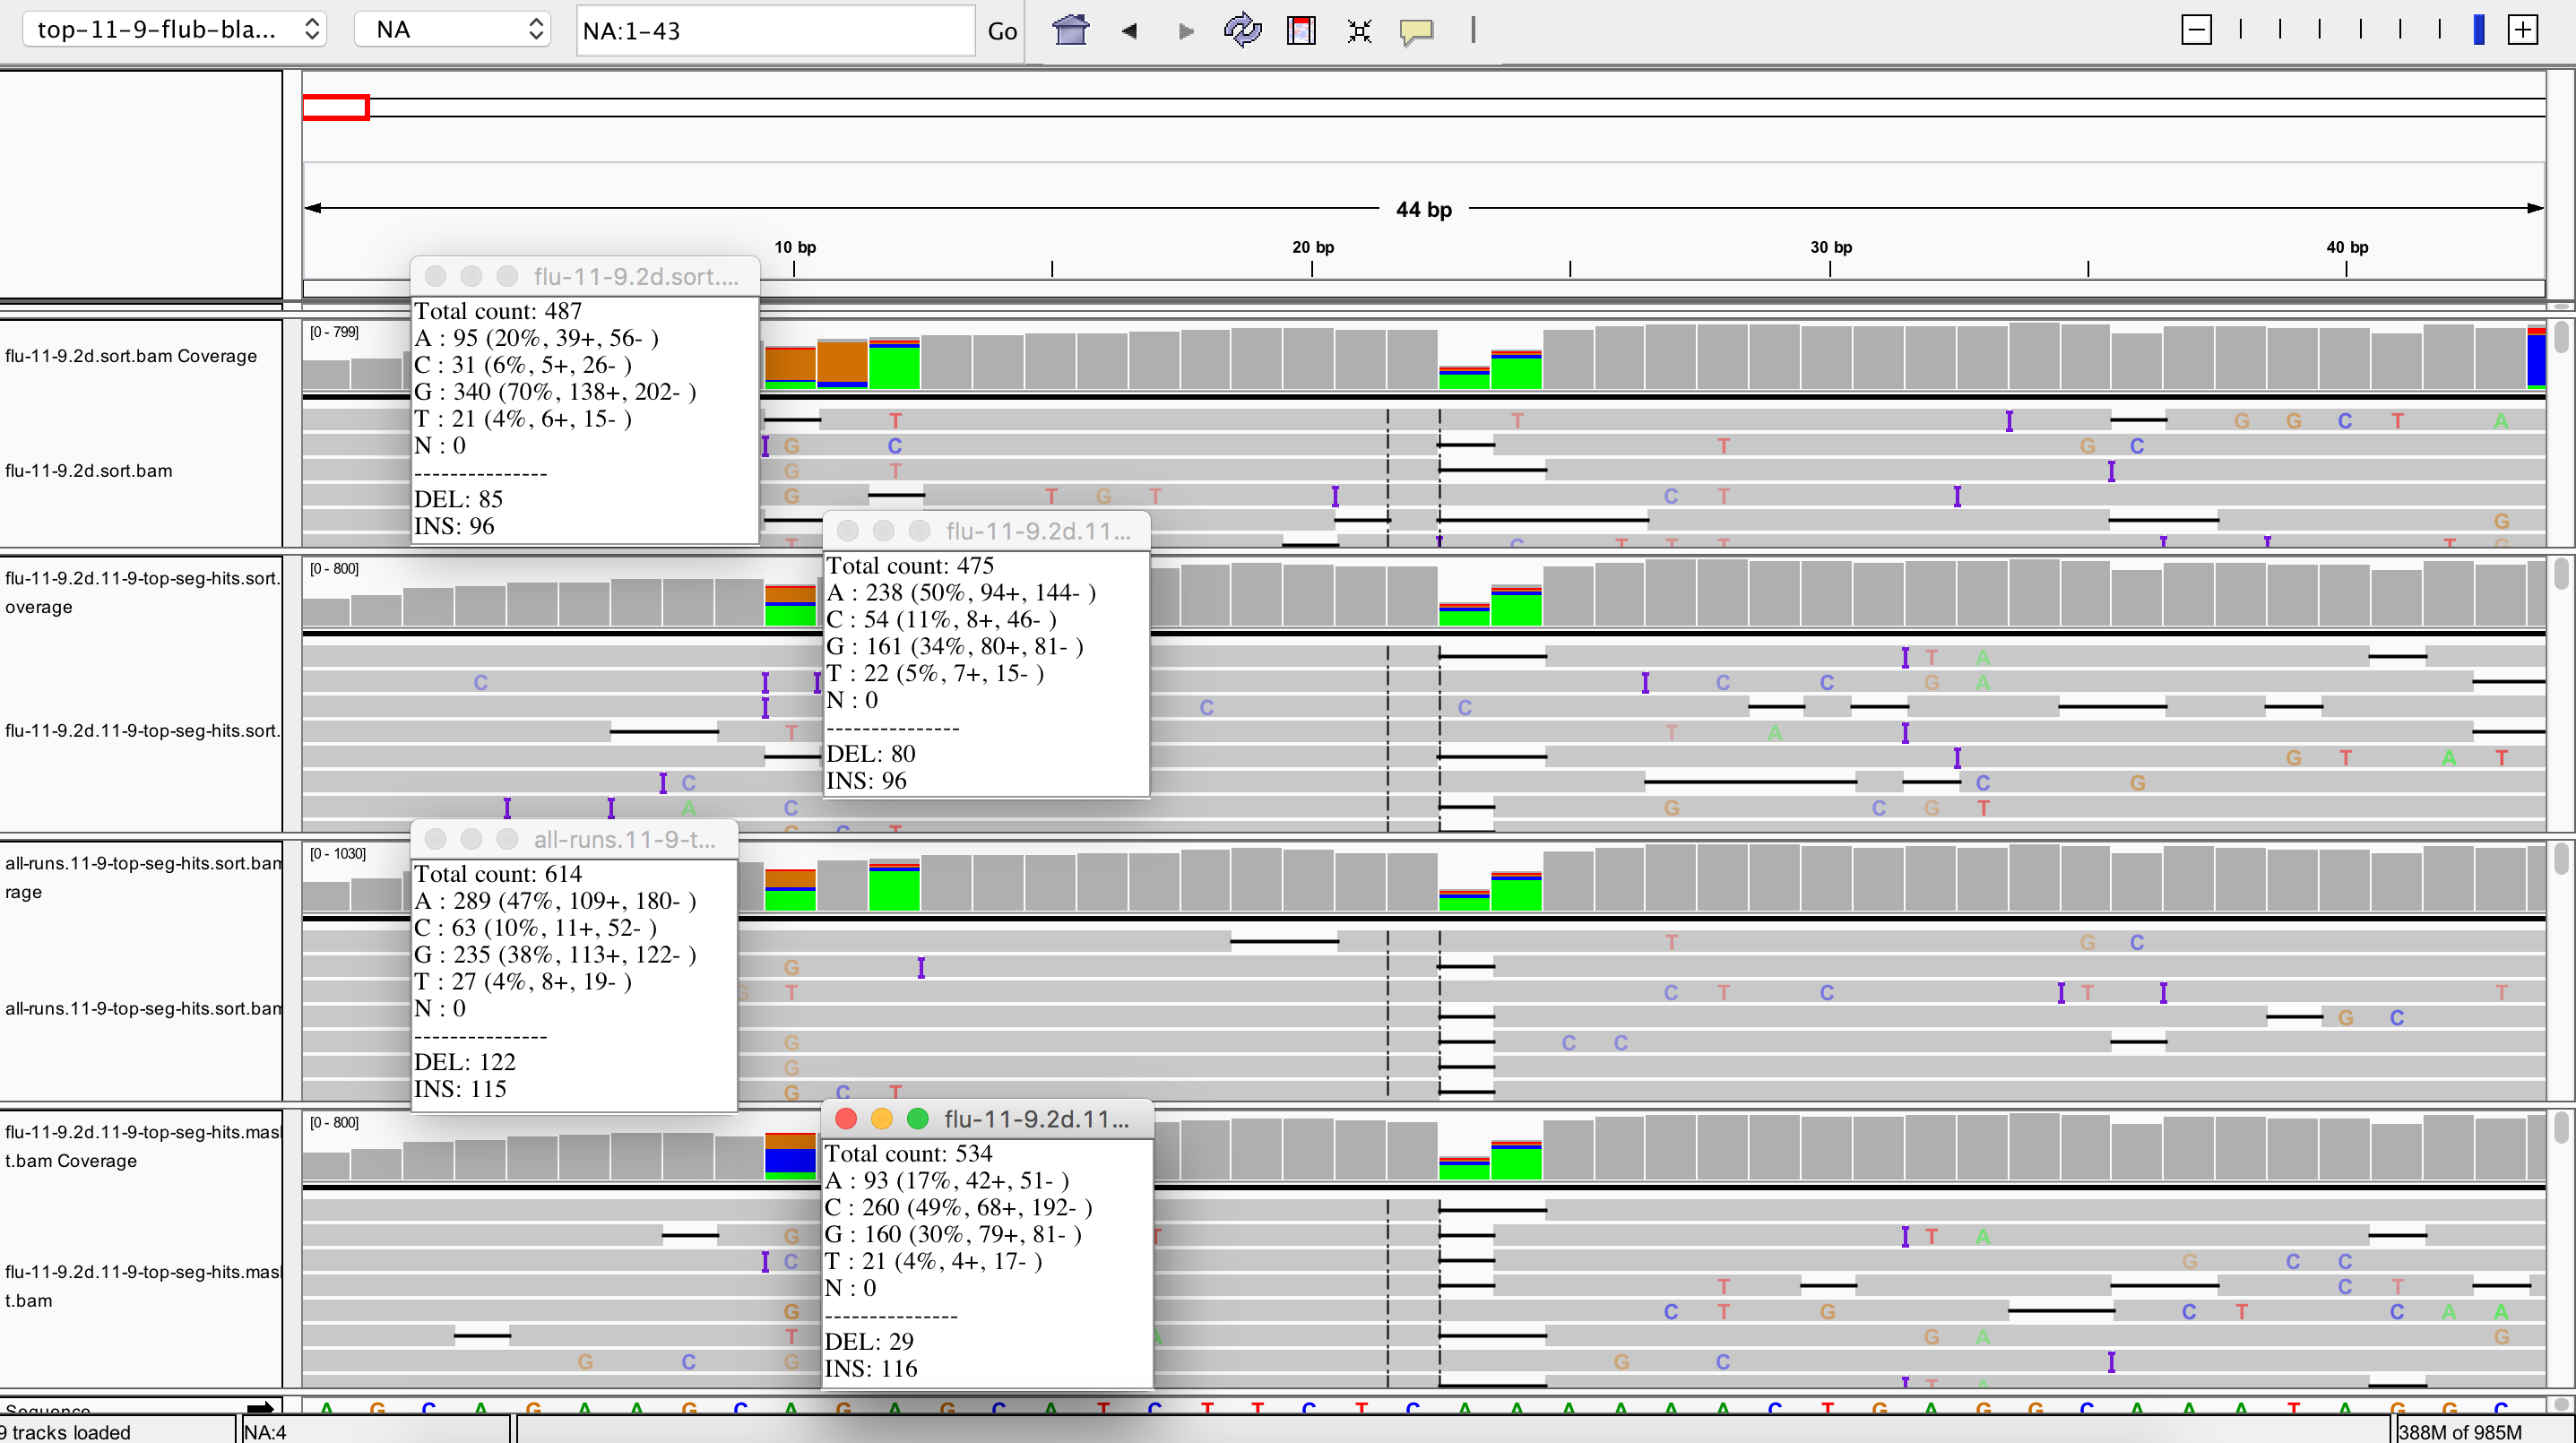 top-11-9-flub-bla...
NA
NA:1-43
Go
44 bp
10 bp
20 bp
30 bp
40 bp
flu-11-9.2d.sort....
Total count: 487
A : 95 (20%, 39+, 56- )
C : 31 (6%, 5+, 26- )
G : 340 (70%, 138+, 202- )
T : 21 (4%, 6+, 15- )
N : 0
---------------
DEL: 85
INS: 96
flu-11-9.2d.sort.bam Coverage
[0 - 799]
flu-11-9.2d.sort.bam
T T I G G C T A
I G C T G C
G T I
G T G T I C T I
G
flu-11-9.2d.11...
Total count: 475
A : 238 (50%, 94+, 144- )
C : 54 (11%, 8+, 46- )
G : 161 (34%, 80+, 81- )
T : 22 (5%, 7+, 15- )
N : 0
---------------
DEL: 80
INS: 96
flu-11-9.2d.11-9-top-seg-hits.sort.
overage
[0 - 800]
flu-11-9.2d.11-9-top-seg-hits.sort.
I T A
C I I I C C G A
I C C
T T A I
I G T A T
I C C G
I I A C G C G T
all-runs.11-9-t...
Total count: 614
A : 289 (47%, 109+, 180- )
C : 63 (10%, 11+, 52- )
G : 235 (38%, 113+, 122- )
T : 27 (4%, 8+, 19- )
N : 0
---------------
DEL: 122
INS: 115
all-runs.11-9-top-seg-hits.sort.bam
rage
[0 - 1030]
all-runs.11-9-top-seg-hits.sort.bam
T G C
G I
G T C T C I T I T
G C
G C C
G
G C T
flu-11-9.2d.11...
Total count: 534
A : 93 (17%, 42+, 51- )
C : 260 (49%, 68+, 192- )
G : 160 (30%, 79+, 81- )
T : 21 (4%, 4+, 17- )
N : 0
---------------
DEL: 29
INS: 116
flu-11-9.2d.11-9-top-seg-hits.mas
t.bam Coverage
[0 - 800]
flu-11-9.2d.11-9-top-seg-hits.mas
t.bam
G T I T A
I C G C C
T C T
G C T G C T C A A
T A G A G
G C G G C I
Sequence
A G C A G A A G C A G A G C A T C T T C T C A A A A A A C T G A G G C A A A T A G G C
9 tracks loaded
NA:4
388M of 985M